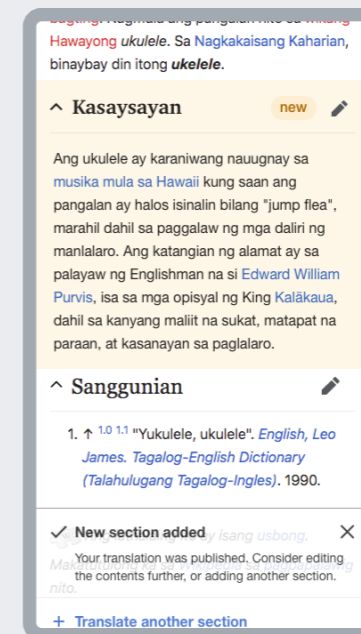 Hawayong ukulele. Sa Nagkakaisang Kaharian,
binaybay din itong ukelele.
Kasaysayan new
Ang ukulele ay karaniwang nauugnay sa
musika mula sa Hawaii kung saan ang
pangalan ay halos isinalin bilang "jump flea",
marahil dahil sa paggalaw ng mga daliri ng
manlalaro. Ang katangian ng alamat ay sa
palayaw ng Englishman na si Edward William
Purvis, isa sa mga opisyal ng King Kalākaua,
dahil sa kanyang maliit na sukat, matapat na
paraan, at kasanayan sa paglalaro.
Sanggunian
1. ↑ 1.0 1.1 "Yukulele, ukulele". English, Leo
James. Tagalog-English Dictionary
(Talahulugang Tagalog-Ingles). 1990.
New section added
ay isang usbong.
Your translation was published. Consider editing
the contents further, or adding another section.
nito.
+ Translate another section